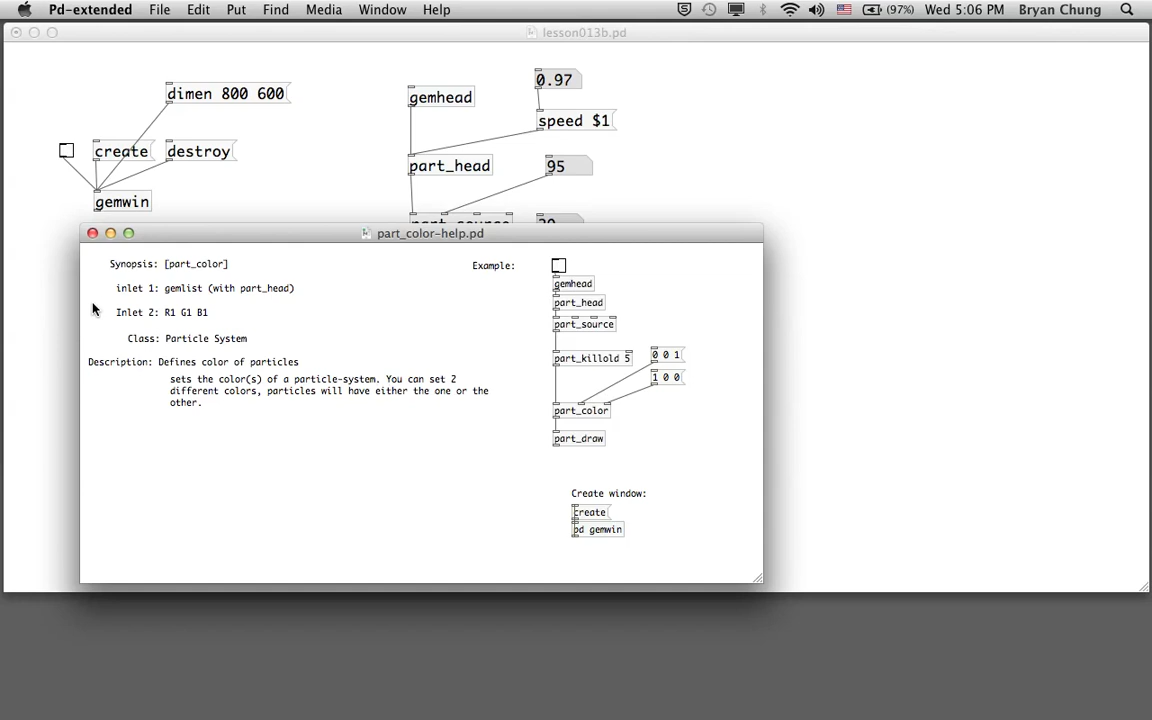 Pd-extended File Edit Put Find Media Window Help (97%) Wed 5:06 PM Bryan Chung
lesson013b.pd
0.97
dimen 800 600
gemhead
speed $1
create
destroy
part_head
95
gemwin
part_source
part_color-help.pd
Synopsis: [part_color]
Example:
inlet 1: gemlist (with part_head)
gemhead
part_head
Inlet 2: R1 G1 B1
part_source
Class: Particle System
Description: Defines color of particles
part_killold 5
0 0 1
sets the color(s) of a particle-system. You can set 2
different colors, particles will have either the one or the
other.
1 0 0
part_color
part_draw
Create window:
create
pd gemwin